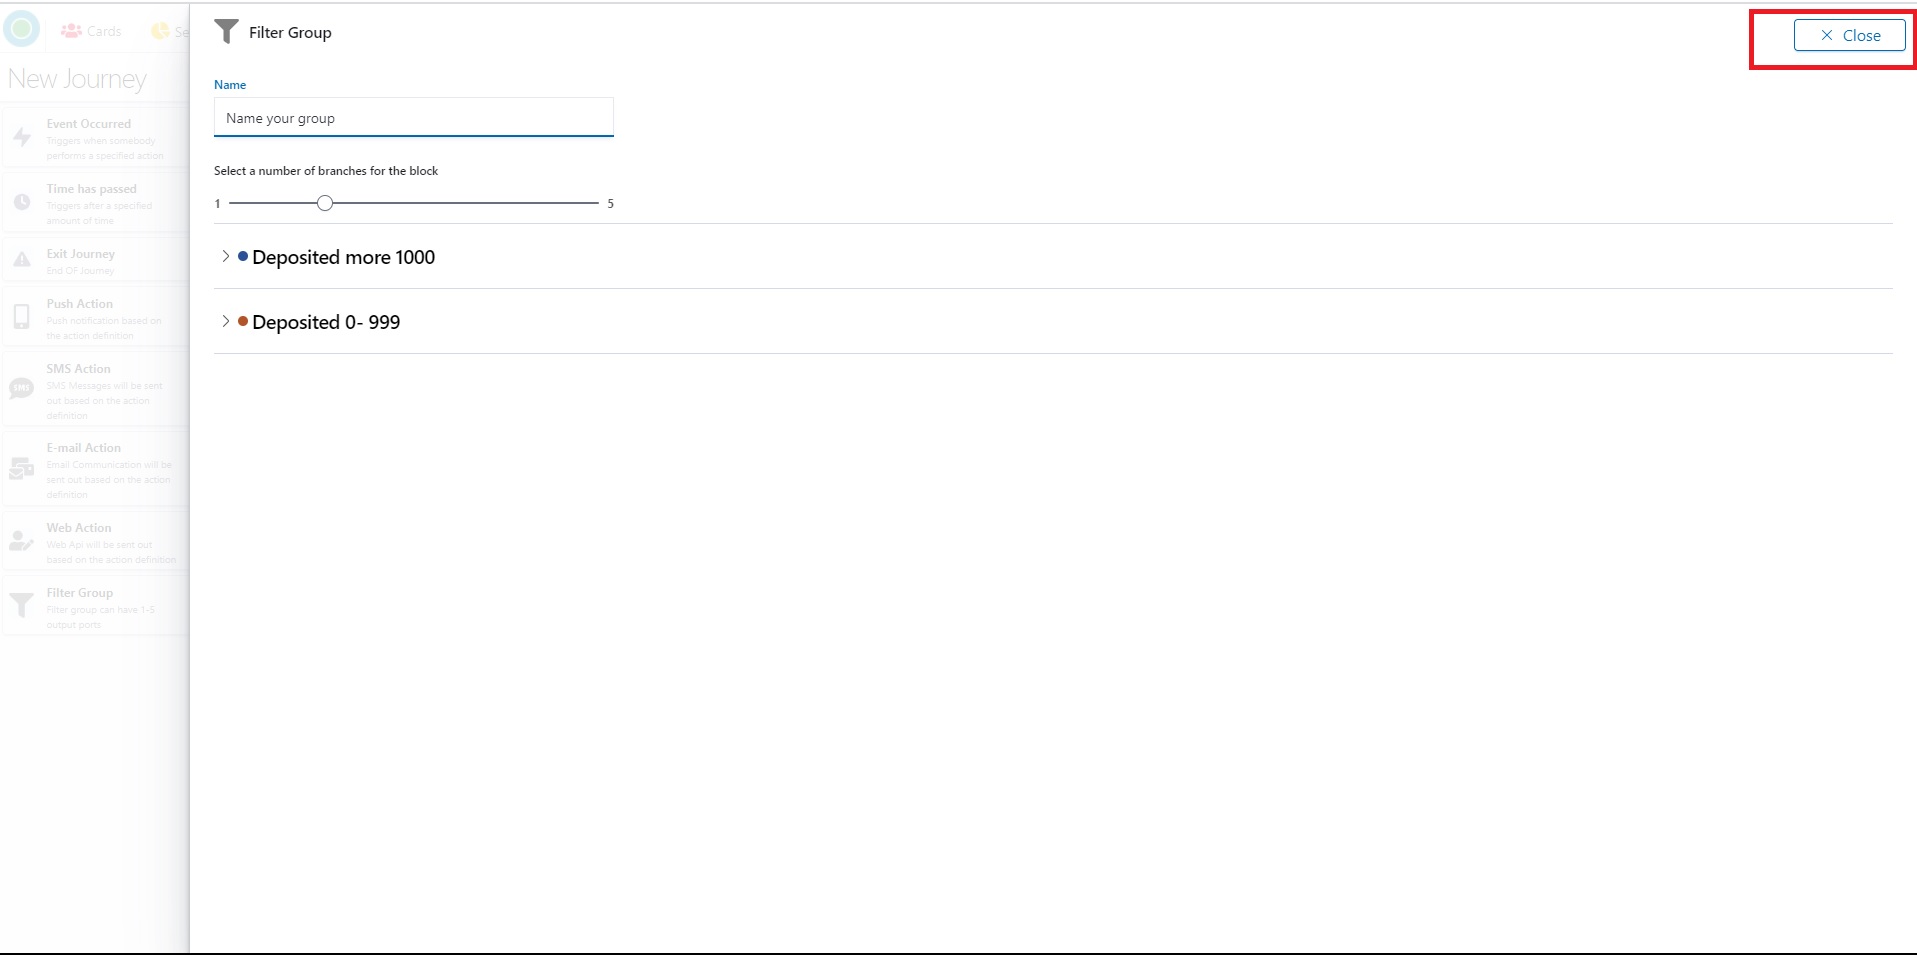 Cards
Se
New Journey
Event Occurred
Triggers when somebody
performs a specified action
Time has passed
Triggers after a specified
amount of time
Exit Journey
End OF Journey
Push Action
Push notification based on
the action definition
SMS Action
SMS
SMS Messages will be sent
out based on the action
definition
E-mail Action
Email Communication will be
sent out based on the action
definition
Web Action
Web Api will be sent out
based on the action definition
Filter Group
Filter group can have 1-5
output ports
Filter Group
Close
Name
Name your group
Select a number of branches for the block
1 5
Deposited more 1000
Deposited 0- 999